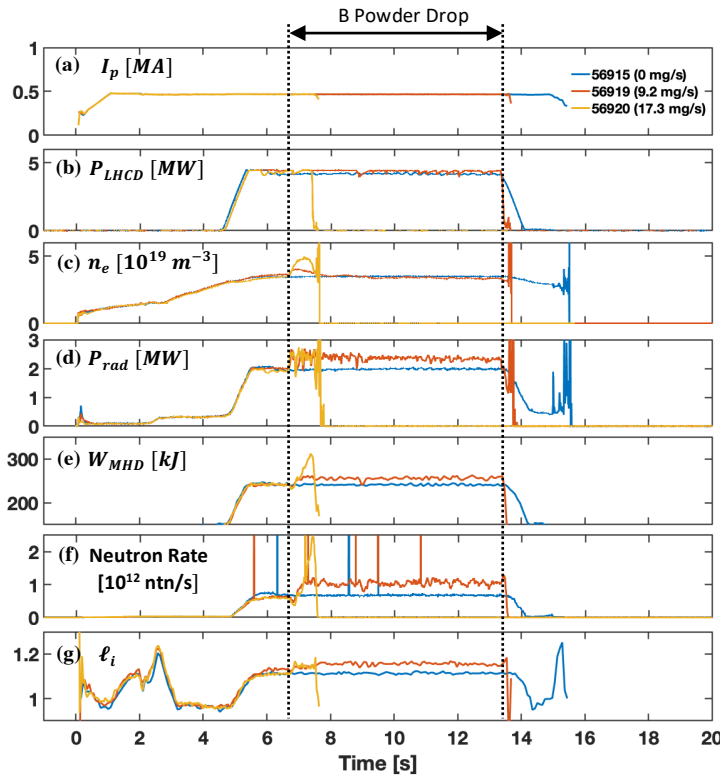 B Powder Drop
(a) I_p [MA]
1
0.5
0
56915 (0 mg/s)
56919 (9.2 mg/s)
56920 (17.3 mg/s)
(b) P_LHCD [MW]
5
0
(c) n_e [10^19 m^-3]
5
0
(d) P_rad [MW]
3
2
1
0
(e) W_MHD [kJ]
300
200
(f) Neutron Rate
[10^12 ntn/s]
2
1
0
(g) ℓ_i
1.2
1
0 2 4 6 8 10 12 14 16 18 20
Time [s]